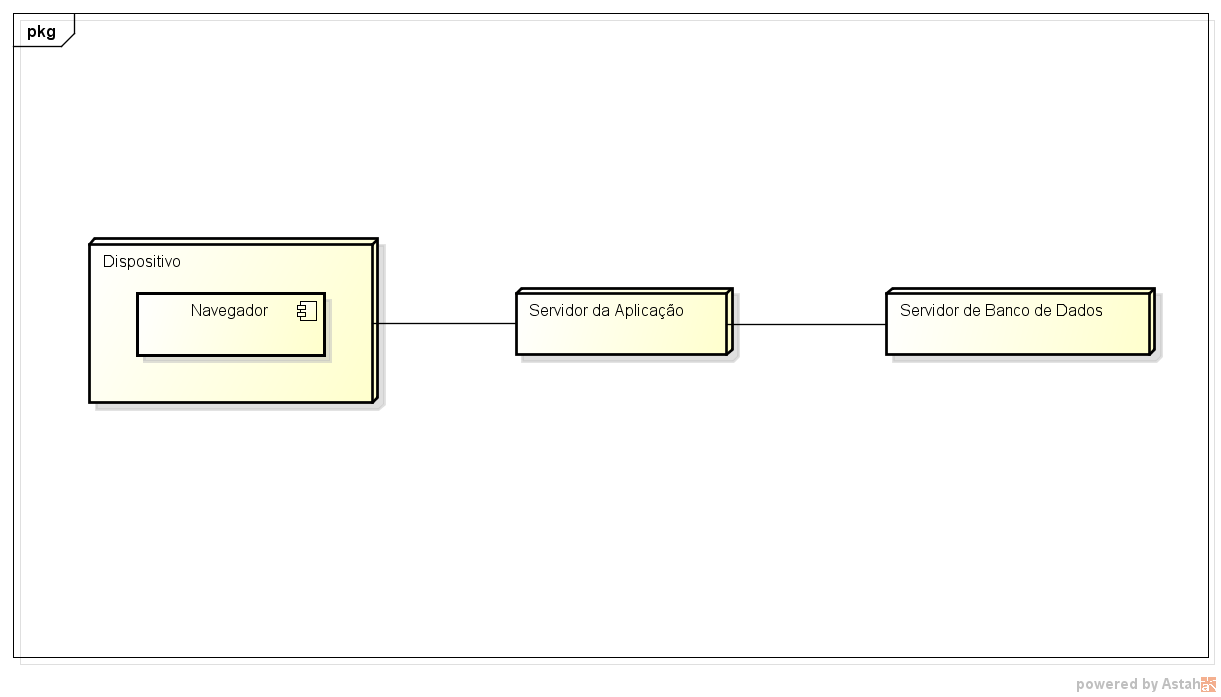 pkg
Dispositivo
Navegador
Servidor da Aplicação
Servidor de Banco de Dados
powered by Astah